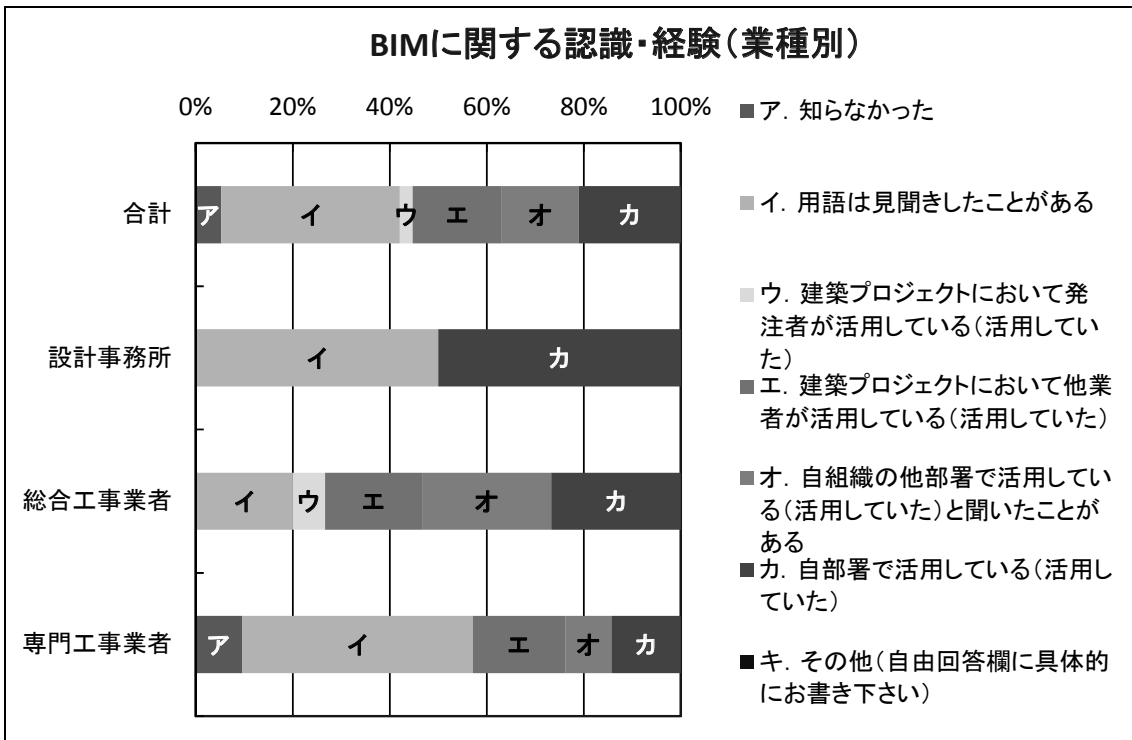 BIMに関する認識・経験（業種別）
0% 20% 40% 60% 80% 100%
合計
ア イ ウ エ オ カ
設計事務所
イ カ
総合工事業者
イ ウ エ オ カ
専門工事業者
ア イ エ オ カ
■ア．知らなかった
■イ．用語は見聞きしたことがある
■ウ．建築プロジェクトにおいて発
注者が活用している（活用してい
た）
■エ．建築プロジェクトにおいて他業
者が活用している（活用していた）
■オ．自組織の他部署で活用してい
る（活用していた）と聞いたことが
ある
■カ．自部署で活用している（活用し
ていた）
■キ．その他（自由回答欄に具体的
にお書き下さい）